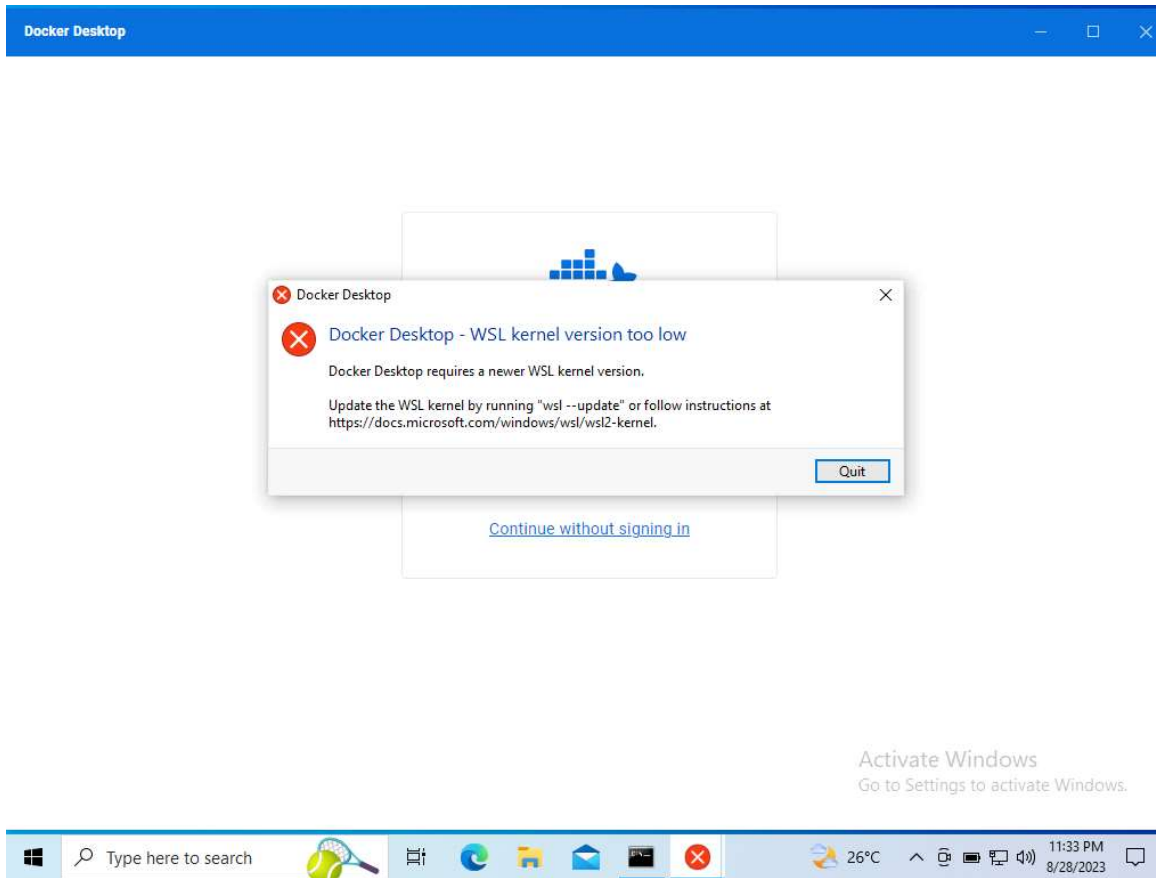 Docker Desktop
Docker Desktop
Docker Desktop - WSL kernel version too low
Docker Desktop requires a newer WSL kernel version.
Update the WSL kernel by running "wsl --update" or follow instructions at
https://docs.microsoft.com/windows/wsl/wsl2-kernel.
Quit
Continue without signing in
Activate Windows
Go to Settings to activate Windows.
Type here to search
26°C
11:33 PM
8/28/2023